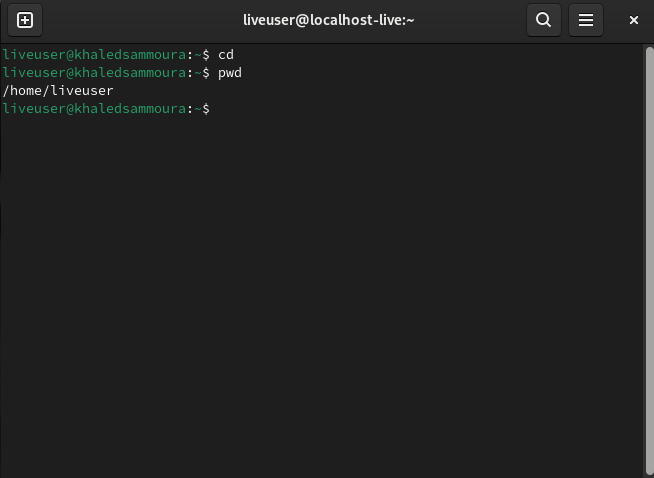 liveuser@localhost-live:~
liveuser@khaledsammoura:~$ cd
liveuser@khaledsammoura:~$ pwd
/home/liveuser
liveuser@khaledsammoura:~$